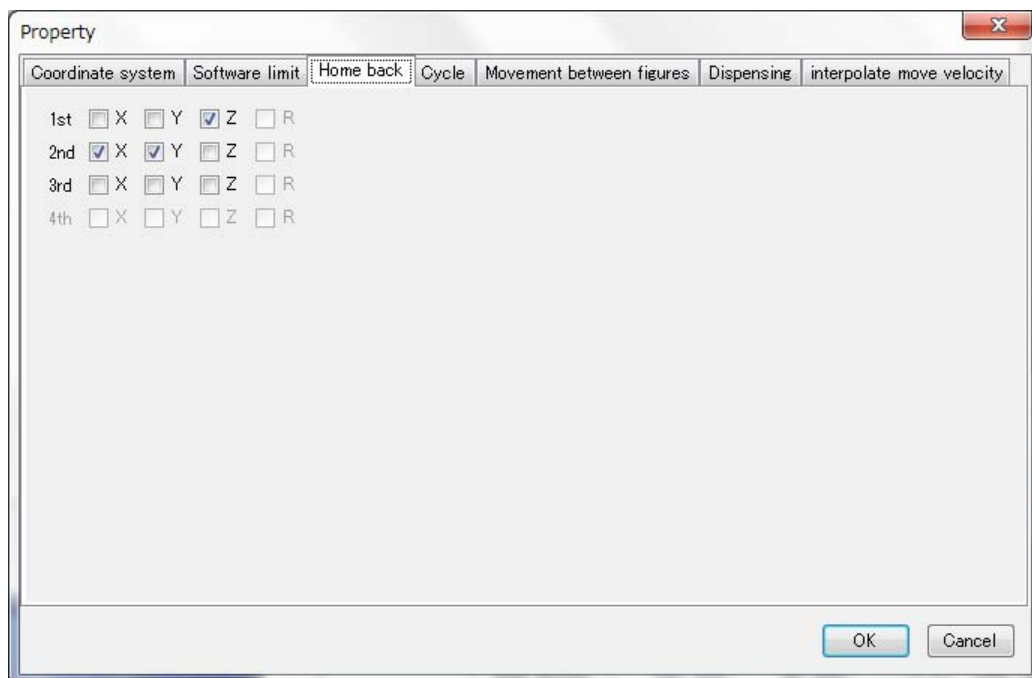 Property
Coordinate system Software limit Home back Cycle Movement between figures Dispensing interpolate move velocity
1st X Y Z R
2nd X Y Z R
3rd X Y Z R
4th X Y Z R
OK Cancel